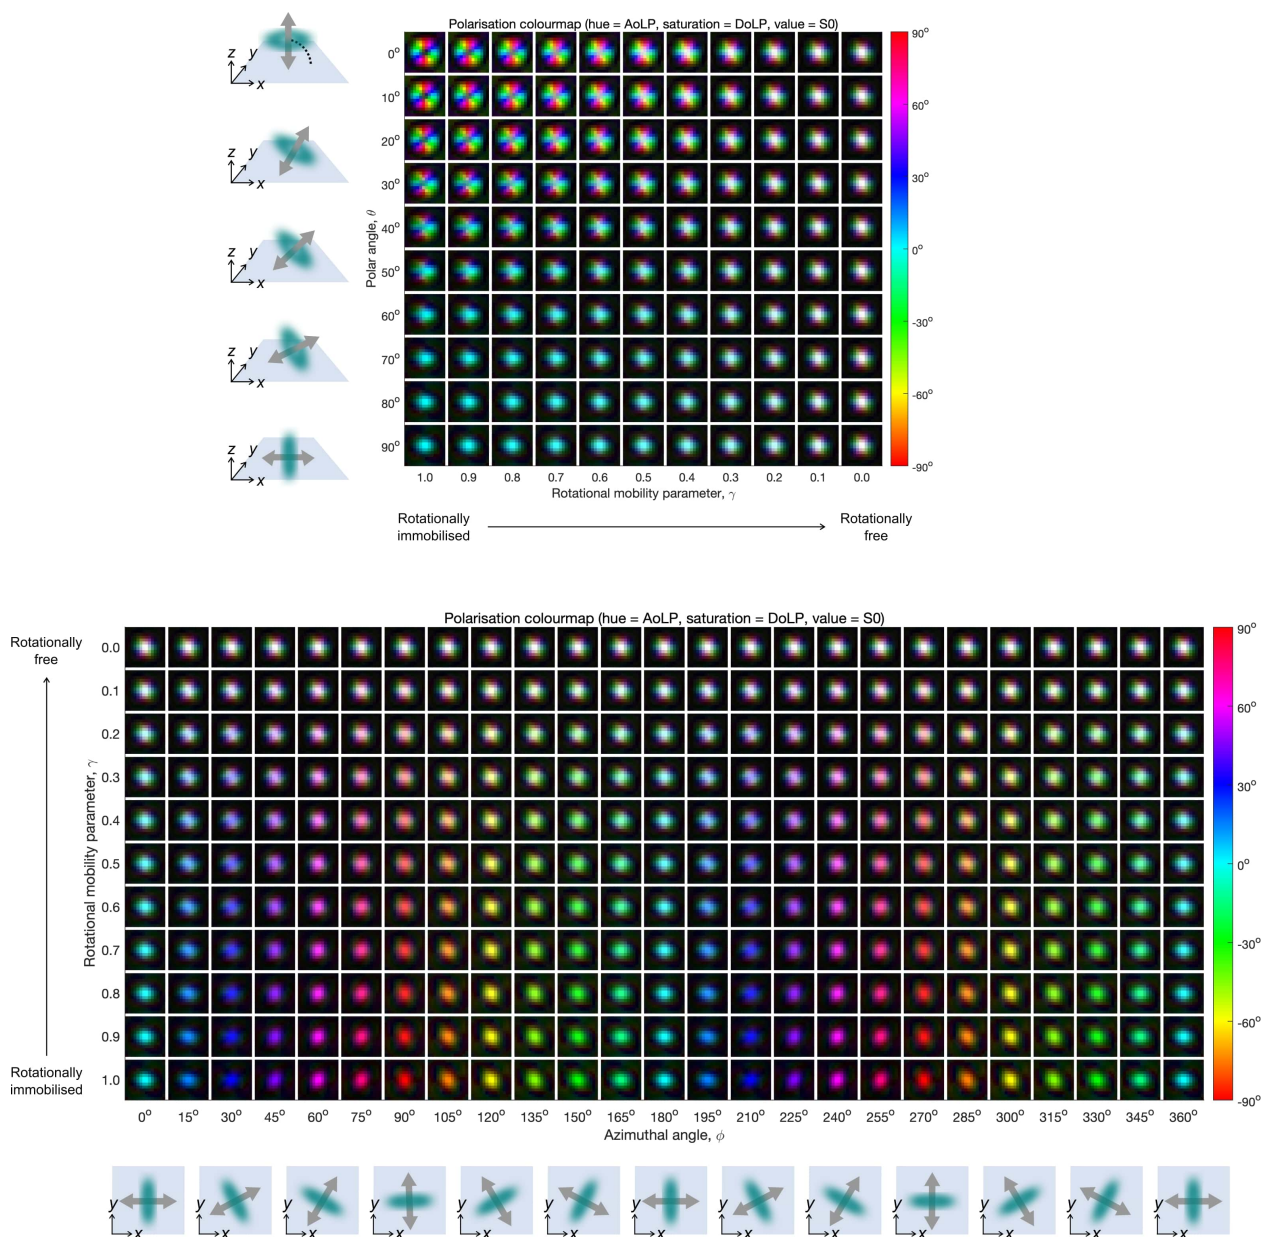 Polarisation colourmap (hue = AoLP, saturation = DoLP, value = S0)
z y x
z y x
z y x
z y x
z y x
Polar angle, θ
0°
10°
20°
30°
40°
50°
60°
70°
80°
90°
1.0 0.9 0.8 0.7 0.6 0.5 0.4 0.3 0.2 0.1 0.0
Rotational mobility parameter, γ
90°
60°
30°
0°
-30°
-60°
-90°
Rotationally
immobilised
Rotationally
free
Polarisation colourmap (hue = AoLP, saturation = DoLP, value = S0)
Rotationally
free
Rotationally
immobilised
Rotational mobility parameter, γ
0.0
0.1
0.2
0.3
0.4
0.5
0.6
0.7
0.8
0.9
1.0
0° 15° 30° 45° 60° 75° 90° 105° 120° 135° 150° 165° 180° 195° 210° 225° 240° 255° 270° 285° 300° 315° 330° 345° 360°
Azimuthal angle, ϕ
90°
60°
30°
0°
-30°
-60°
-90°
y y y y y y y y y y y y y
x x x x x x x x x x x x x